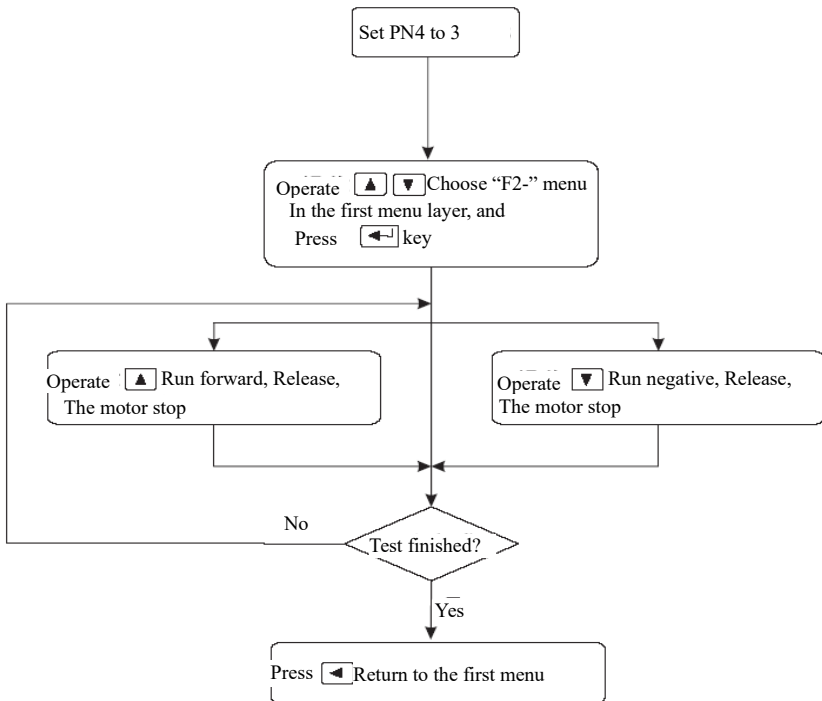 Set PN4 to 3
Operate ▲ ▼ Choose “F2-” menu
In the first menu layer, and
Press ↵ key
Operate ▲ Run forward, Release,
The motor stop
Operate ▼ Run negative, Release,
The motor stop
No
Test finished?
Yes
Press ◄ Return to the first menu